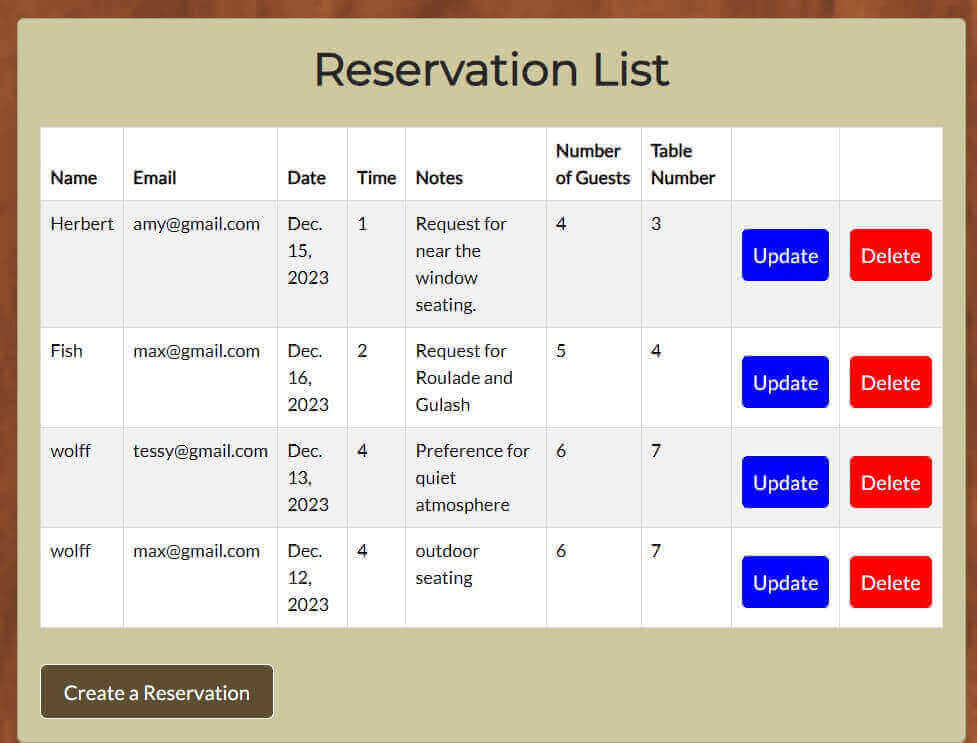 Reservation List
Name Email Date Time Notes Number of Guests Table Number
Herbert amy@gmail.com Dec. 15, 2023 1 Request for near the window seating. 4 3 Update Delete
Fish max@gmail.com Dec. 16, 2023 2 Request for Roulade and Gulash 5 4 Update Delete
wolff tessy@gmail.com Dec. 13, 2023 4 Preference for quiet atmosphere 6 7 Update Delete
wolff max@gmail.com Dec. 12, 2023 4 outdoor seating 6 7 Update Delete
Create a Reservation